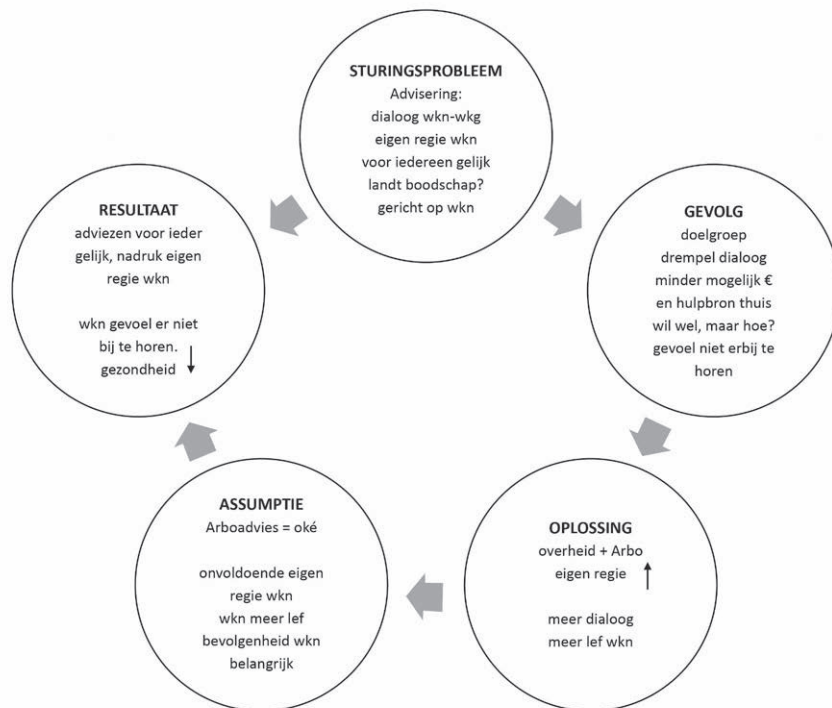 STURINGSPROBLEEM
Advisering:
dialoog wkn-wkg
eigen regie wkn
voor iedereen gelijk
landt boodschap?
gericht op wkn
GEVOLG
doelgroep
drempel dialoog
minder mogelijk €
en hulpbron thuis
wil wel, maar hoe?
gevoel niet erbij te
horen
OPLOSSING
overheid + Arbo
eigen regie ↑
meer dialoog
meer lef wkn
ASSUMPTIE
Arboadvies = oké
onvoldoende eigen
regie wkn
wkn meer lef
bevolgenheid wkn
belangrijk
RESULTAAT
adviezen voor ieder
gelijk, nadruk eigen
regie wkn
wkn gevoel er niet
bij te horen.
gezondheid ↓